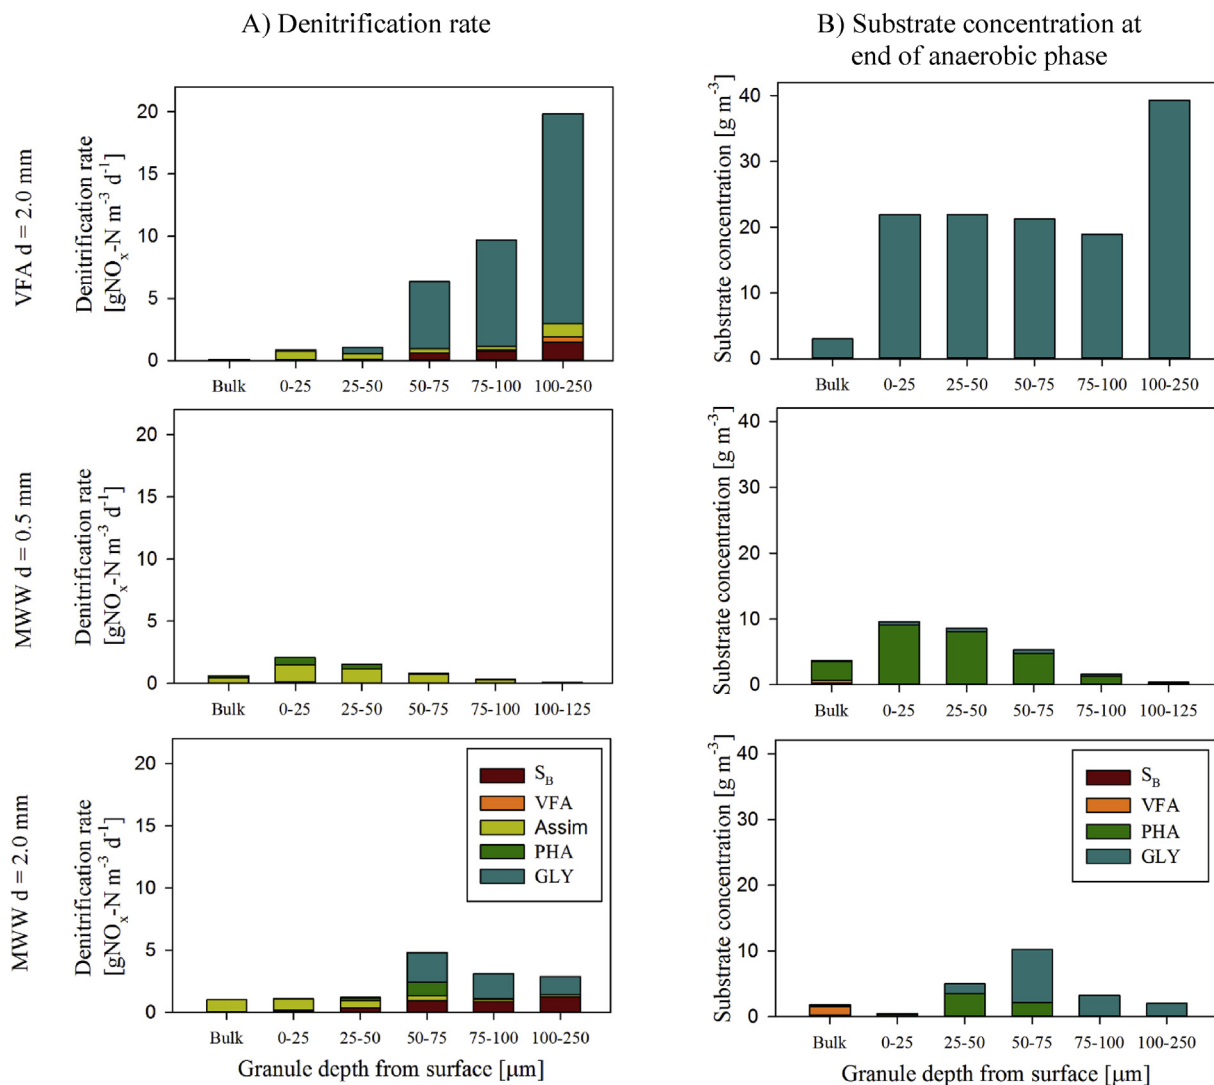 A) Denitrification rate
B) Substrate concentration at
end of anaerobic phase
VFA d = 2.0 mm
Denitrification rate
[gNOx-N m-3 d-1]
20
15
10
5
0
Bulk 0-25 25-50 50-75 75-100 100-250
Substrate concentration [g m-3]
40
30
20
10
0
Bulk 0-25 25-50 50-75 75-100 100-250
MWW d = 0.5 mm
Denitrification rate
[gNOx-N m-3 d-1]
20
15
10
5
0
Bulk 0-25 25-50 50-75 75-100 100-125
Substrate concentration [g m-3]
40
30
20
10
0
Bulk 0-25 25-50 50-75 75-100 100-125
MWW d = 2.0 mm
Denitrification rate
[gNOx-N m-3 d-1]
20
15
10
5
0
SB
VFA
Assim
PHA
GLY
Bulk 0-25 25-50 50-75 75-100 100-250
Granule depth from surface [μm]
Substrate concentration [g m-3]
40
30
20
10
0
SB
VFA
PHA
GLY
Bulk 0-25 25-50 50-75 75-100 100-250
Granule depth from surface [μm]